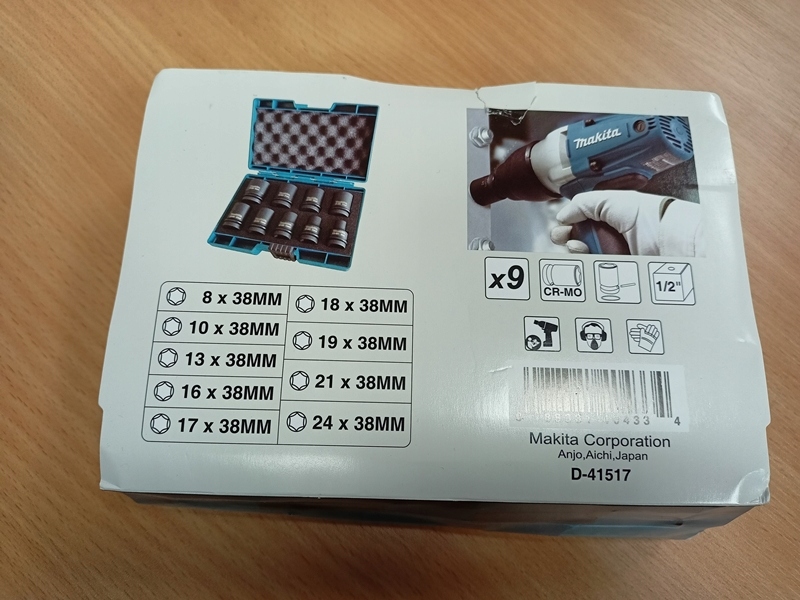 makita
x9
CR-MO
1/2"
8 x 38MM
10 x 38MM
13 x 38MM
16 x 38MM
17 x 38MM
18 x 38MM
19 x 38MM
21 x 38MM
24 x 38MM
Makita Corporation
Anjo,Aichi,Japan
D-41517